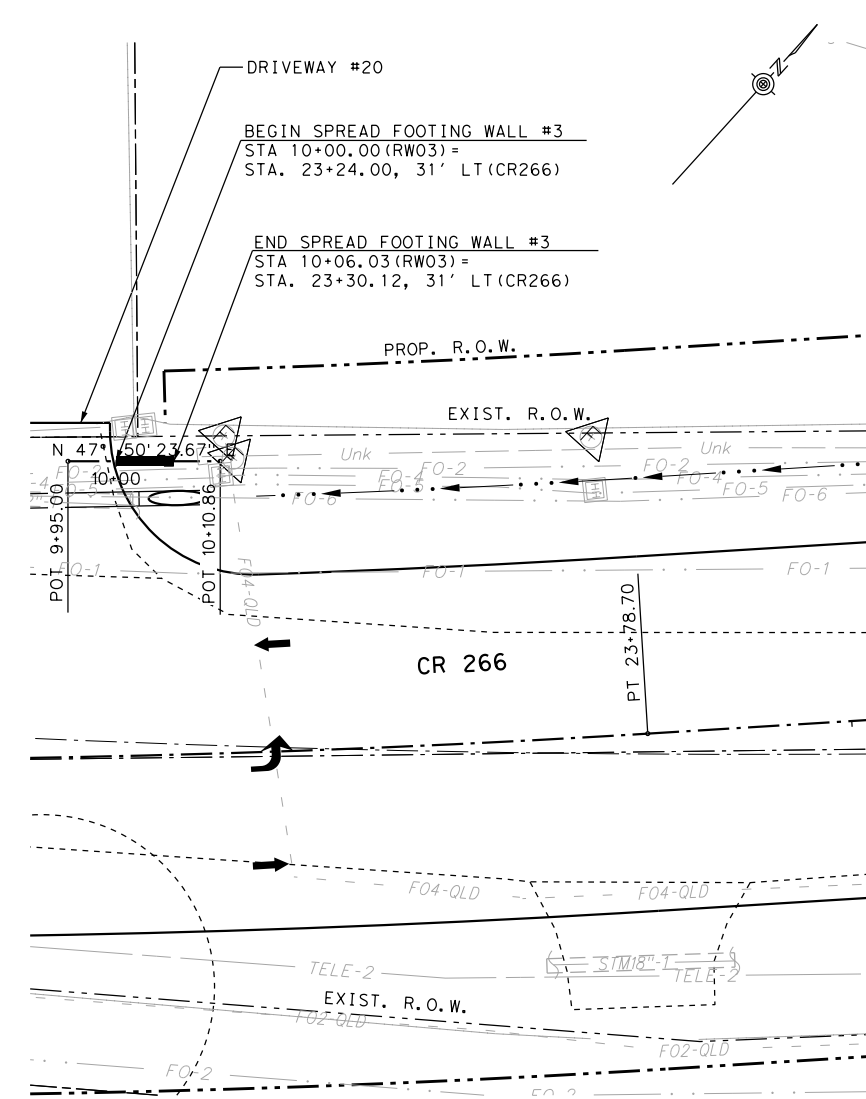 N
DRIVEWAY #20
BEGIN SPREAD FOOTING WALL #3
STA 10+00.00(RW03)=
STA. 23+24.00, 31' LT(CR266)
END SPREAD FOOTING WALL #3
STA 10+06.03(RW03)=
STA. 23+30.12, 31' LT(CR266)
PROP. R.O.W.
EXIST. R.O.W.
N 47° 50' 23.67" E
Unk
Unk
FO-2
FO-2
FO-2
FO-4
FO-4
10+00
FO-5
FO-6
FO-6
POT 9+95.00
POT 10+10.86
FO-1
FO-1
FO-1
FO4-QLD
PT 23+78.70
CR 266
FO4-QLD
FO4-QLD
STM18"-1
TELE-2
TELE-2
EXIST. R.O.W.
FO2-QLD
FO2-QLD
FO-2
FO-2